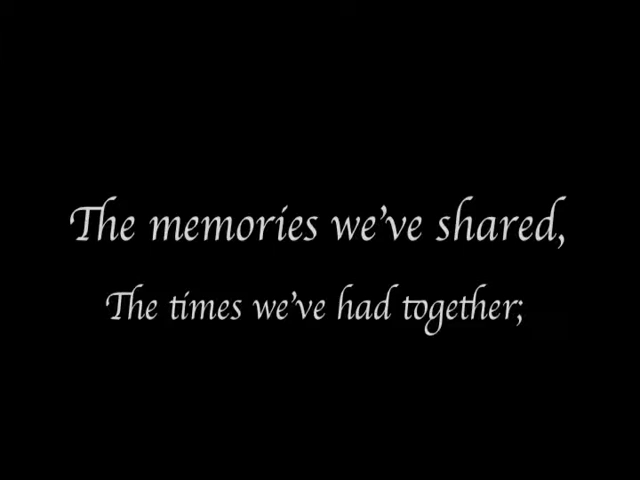 The memories we've shared,
The times we've had together;